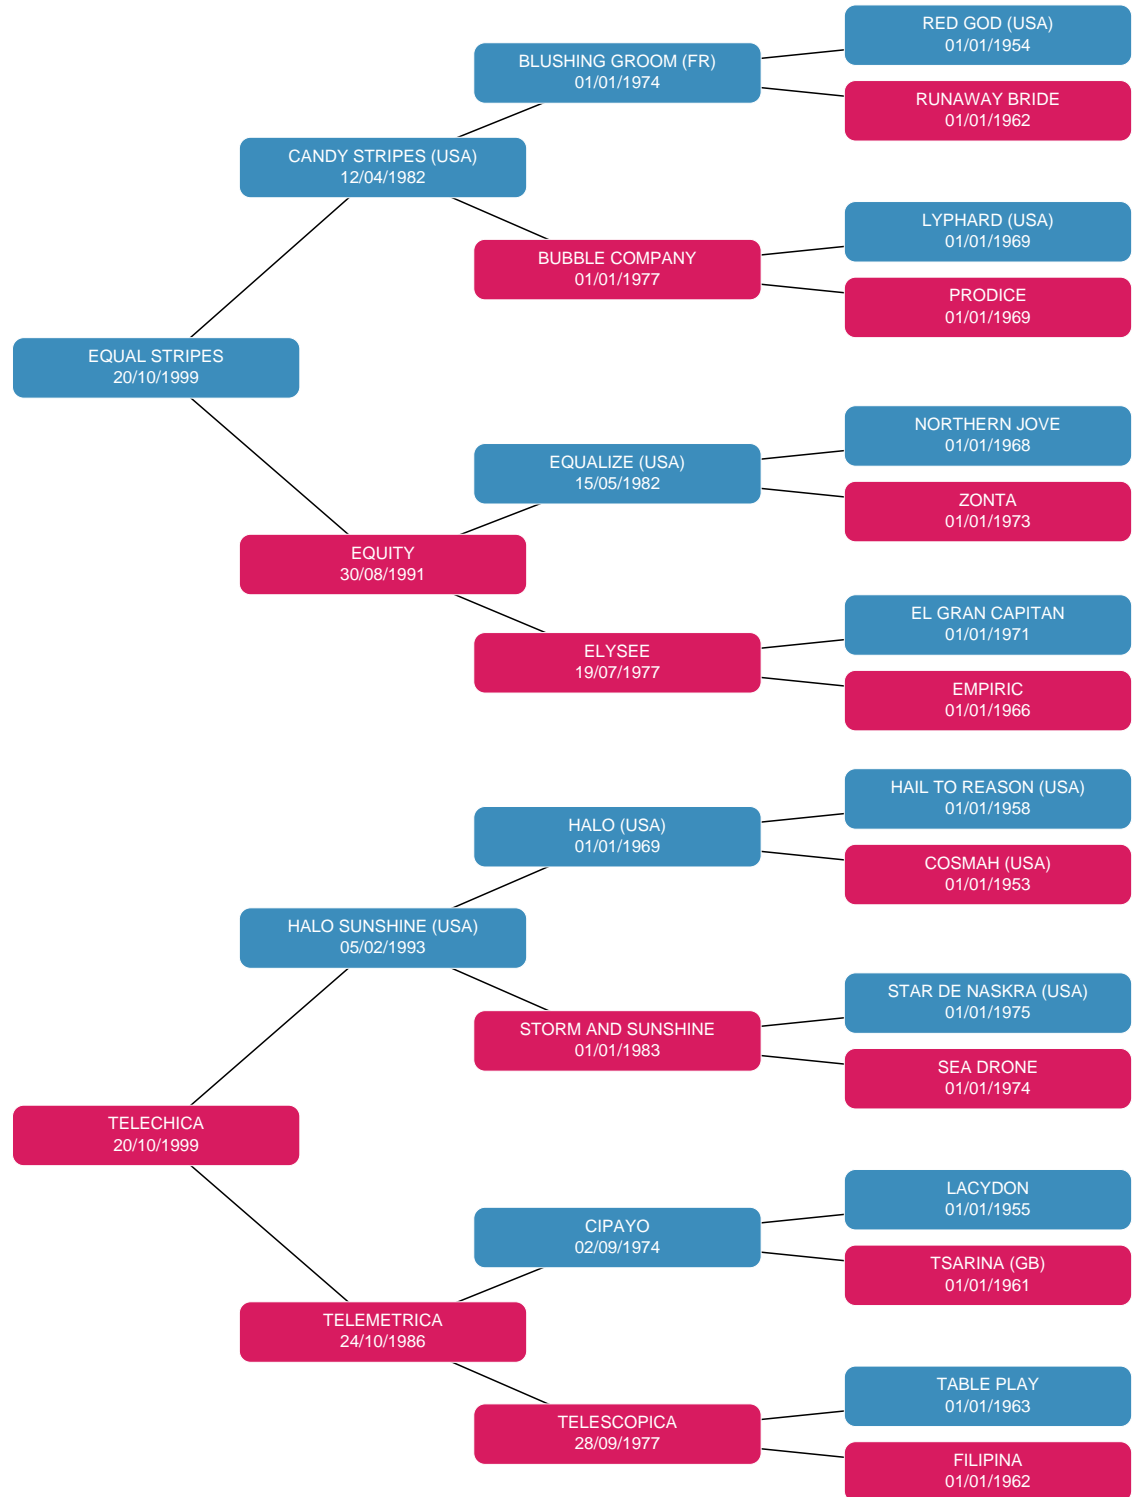 RED GOD (USA)
01/01/1954
BLUSHING GROOM (FR)
01/01/1974
RUNAWAY BRIDE
01/01/1962
CANDY STRIPES (USA)
12/04/1982
LYPHARD (USA)
01/01/1969
BUBBLE COMPANY
01/01/1977
PRODICE
01/01/1969
EQUAL STRIPES
20/10/1999
NORTHERN JOVE
01/01/1968
EQUALIZE (USA)
15/05/1982
ZONTA
01/01/1973
EQUITY
30/08/1991
EL GRAN CAPITAN
01/01/1971
ELYSEE
19/07/1977
EMPIRIC
01/01/1966
HAIL TO REASON (USA)
01/01/1958
HALO (USA)
01/01/1969
COSMAH (USA)
01/01/1953
HALO SUNSHINE (USA)
05/02/1993
STAR DE NASKRA (USA)
01/01/1975
STORM AND SUNSHINE
01/01/1983
SEA DRONE
01/01/1974
TELECHICA
20/10/1999
LACYDON
01/01/1955
CIPAYO
02/09/1974
TSARINA (GB)
01/01/1961
TELEMETRICA
24/10/1986
TABLE PLAY
01/01/1963
TELESCOPICA
28/09/1977
FILIPINA
01/01/1962